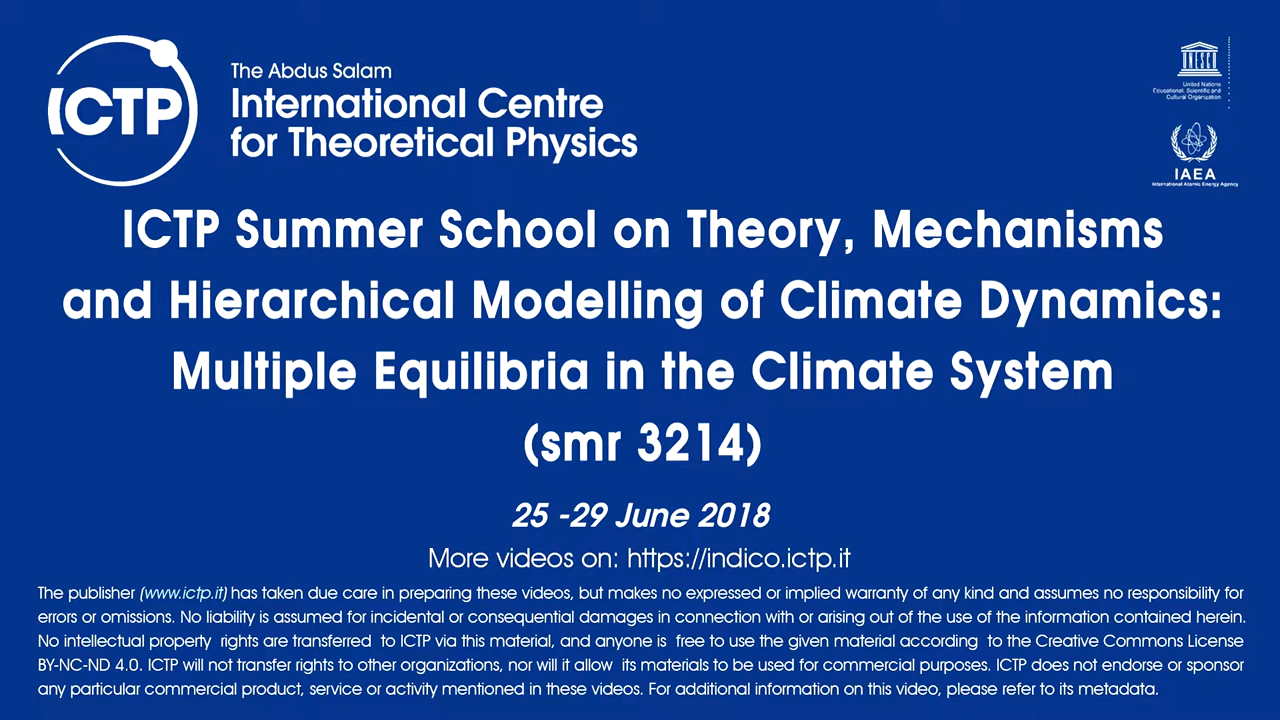 ICTP
The Abdus Salam
International Centre
for Theoretical Physics
UNESCO
United Nations
Educational, Scientific and
Cultural Organization
IAEA
International Atomic Energy Agency
ICTP Summer School on Theory, Mechanisms
and Hierarchical Modelling of Climate Dynamics:
Multiple Equilibria in the Climate System
(smr 3214)
25 -29 June 2018
More videos on: https://indico.ictp.it
The publisher (www.ictp.it) has taken due care in preparing these videos, but makes no expressed or implied warranty of any kind and assumes no responsibility for
errors or omissions. No liability is assumed for incidental or consequential damages in connection with or arising out of the use of the information contained herein.
No intellectual property rights are transferred to ICTP via this material, and anyone is free to use the given material according to the Creative Commons License
BY-NC-ND 4.0. ICTP will not transfer rights to other organizations, nor will it allow its materials to be used for commercial purposes. ICTP does not endorse or sponsor
any particular commercial product, service or activity mentioned in these videos. For additional information on this video, please refer to its metadata.